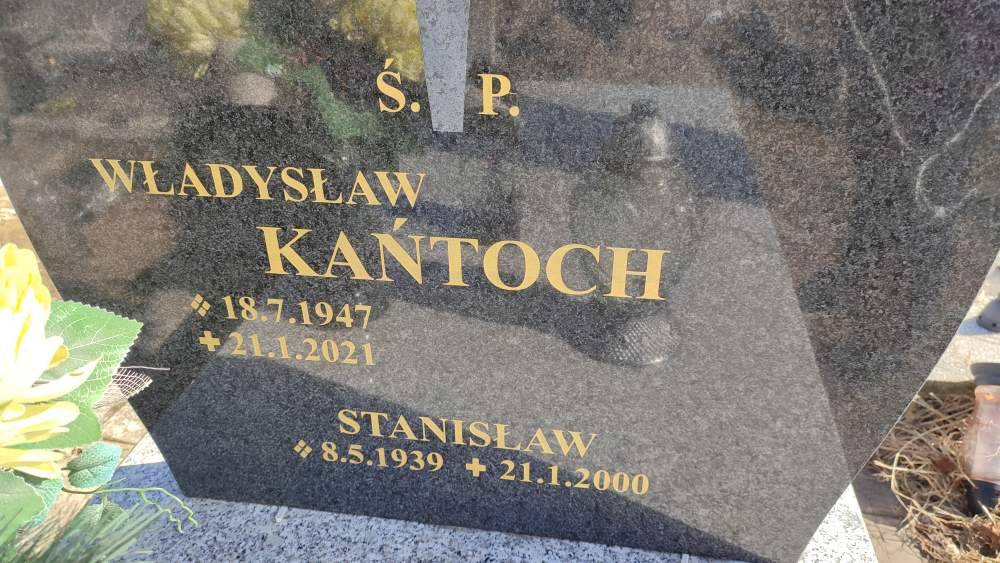 Ś. P.
WŁADYSŁAW
KAŃTOCH
18.7.1947
21.1.2021
STANISŁAW
8.5.1939 21.1.2000